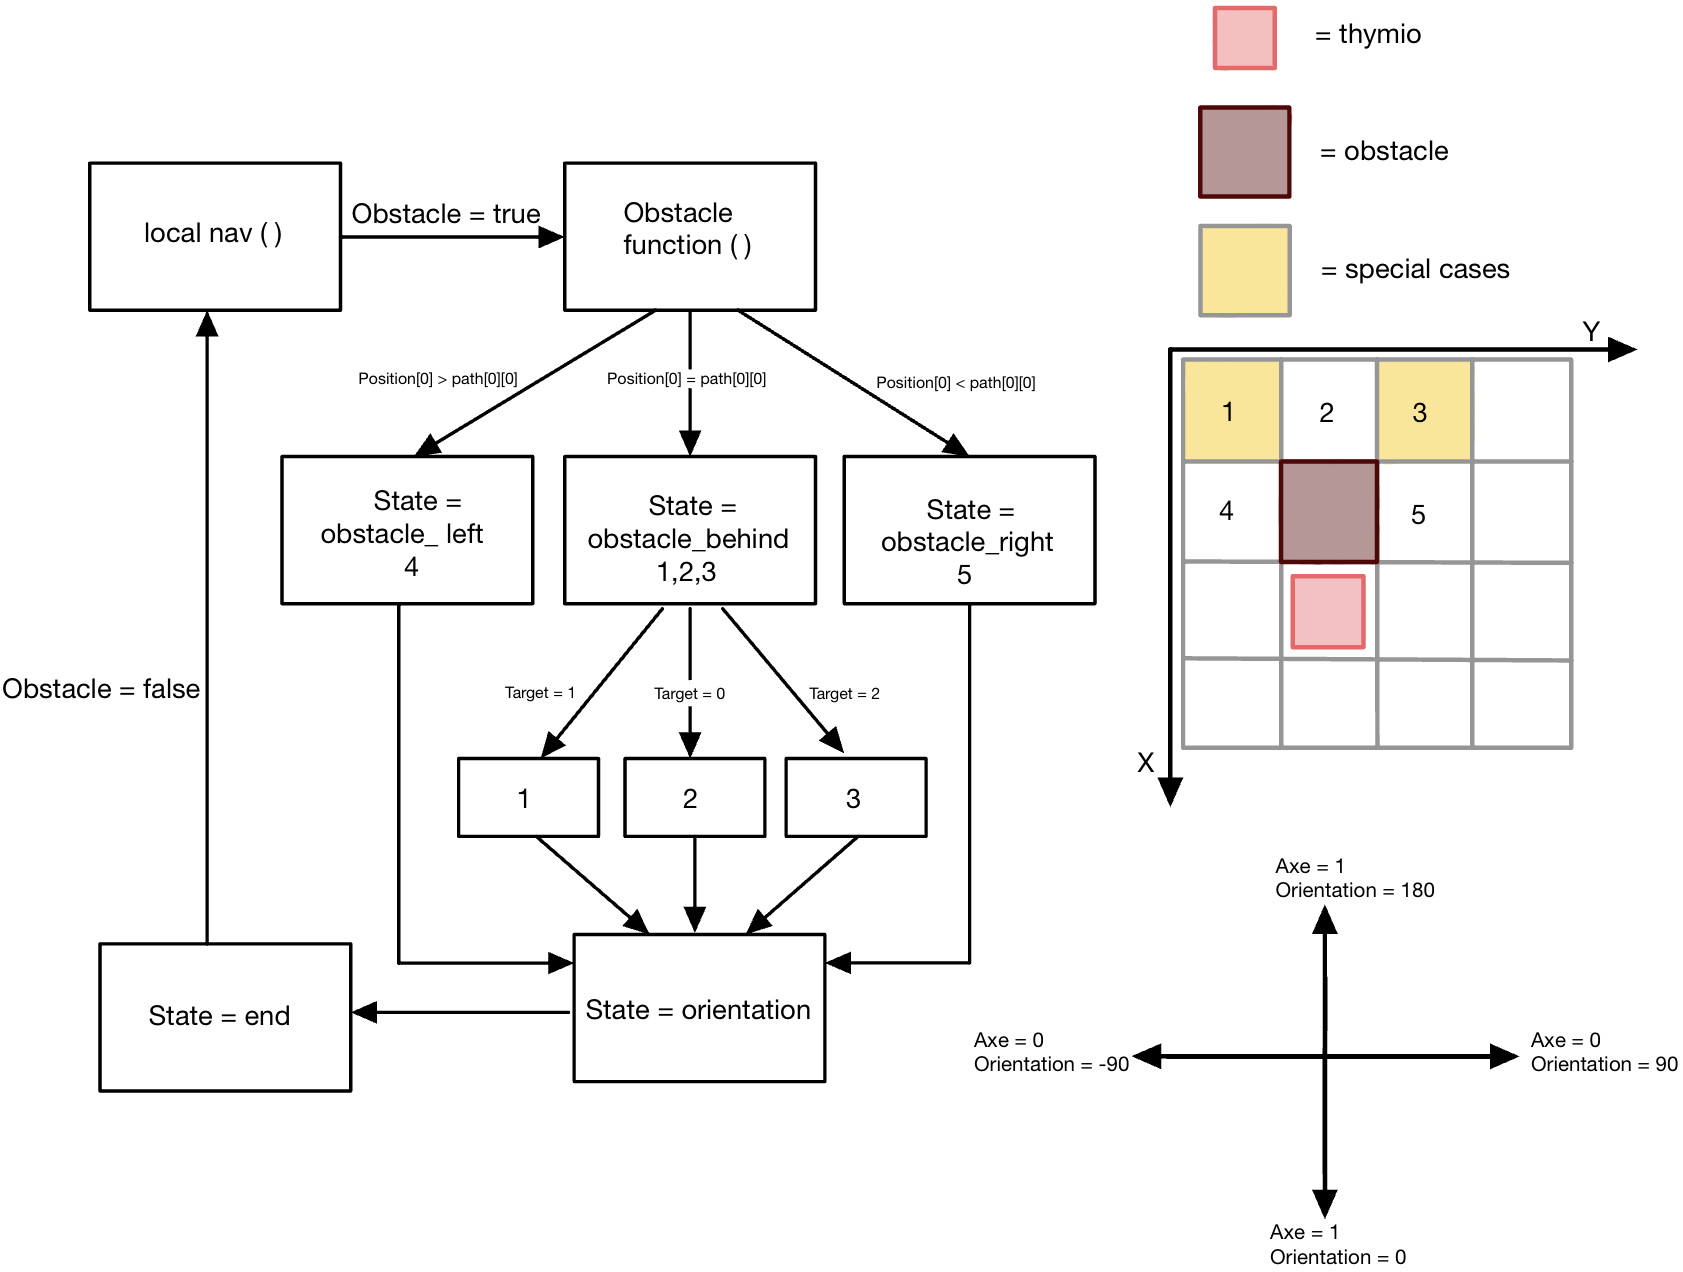 = thymio
= obstacle
= special cases
local nav ( )
Obstacle = true
Obstacle
function ( )
Position[0] > path[0][0]
Position[0] = path[0][0]
Position[0] < path[0][0]
State =
obstacle_ left
4
State =
obstacle_behind
1,2,3
State =
obstacle_right
5
Obstacle = false
Target = 1
Target = 0
Target = 2
1
2
3
State = orientation
State = end
Y
X
1
2
3
4
5
Axe = 1
Orientation = 180
Axe = 0
Orientation = -90
Axe = 0
Orientation = 90
Axe = 1
Orientation = 0